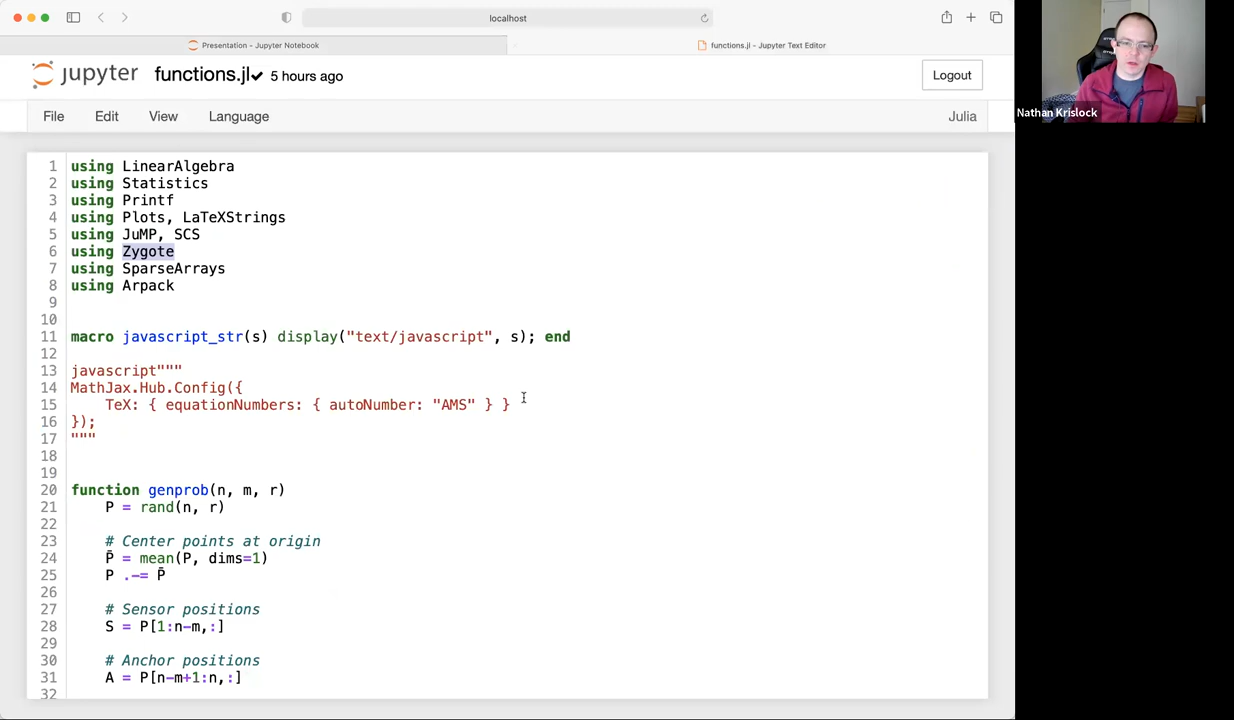 localhost
Presentation - Jupyter Notebook
functions.jl - Jupyter Text Editor
jupyter functions.jl✔ 5 hours ago
Logout
File Edit View Language
Julia
Nathan Krislock
1 using LinearAlgebra
2 using Statistics
3 using Printf
4 using Plots, LaTeXStrings
5 using JuMP, SCS
6 using Zygote
7 using SparseArrays
8 using Arpack
9
10
11 macro javascript_str(s) display("text/javascript", s); end
12
13 javascript"""
14 MathJax.Hub.Config({
15     TeX: { equationNumbers: { autoNumber: "AMS" } }
16 });
17 """
18
19
20 function genprob(n, m, r)
21     P = rand(n, r)
22
23     # Center points at origin
24     P̄ = mean(P, dims=1)
25     P .-= P̄
26
27     # Sensor positions
28     S = P[1:n-m,:]
29
30     # Anchor positions
31     A = P[n-m+1:n,:]
32